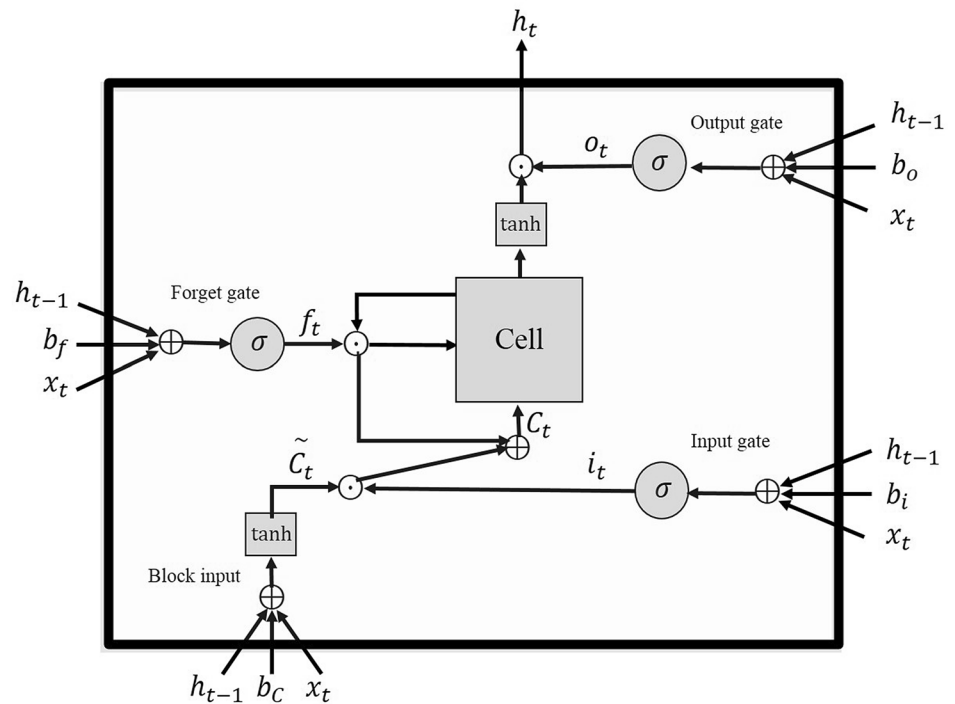 h_t
Output gate
h_{t-1}
o_t
σ
b_o
x_t
tanh
Forget gate
h_{t-1}
b_f
x_t
σ
f_t
Cell
C_t
C̃_t
Input gate
i_t
σ
h_{t-1}
b_i
x_t
tanh
Block input
h_{t-1} b_C x_t